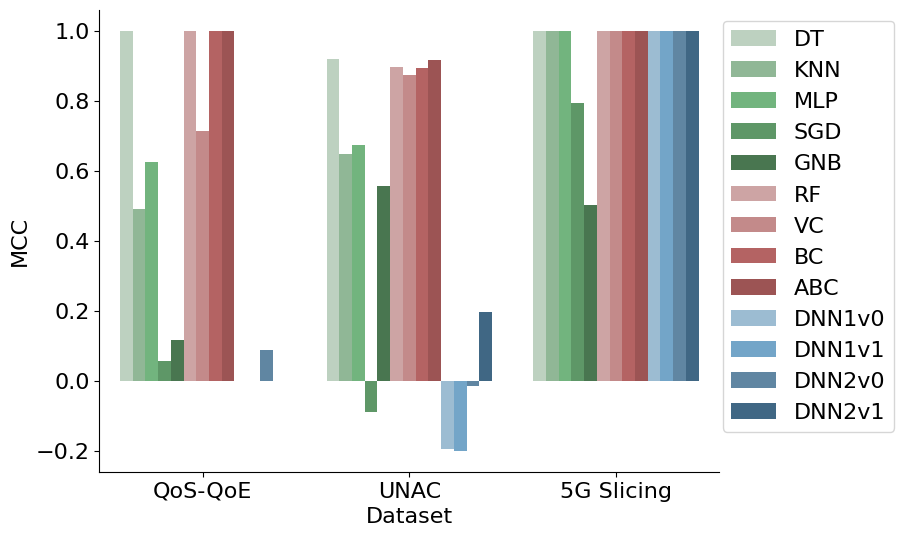 1.0
0.8
0.6
0.4
0.2
0.0
−0.2
MCC
QoS-QoE
UNAC
5G Slicing
Dataset
DT
KNN
MLP
SGD
GNB
RF
VC
BC
ABC
DNN1v0
DNN1v1
DNN2v0
DNN2v1